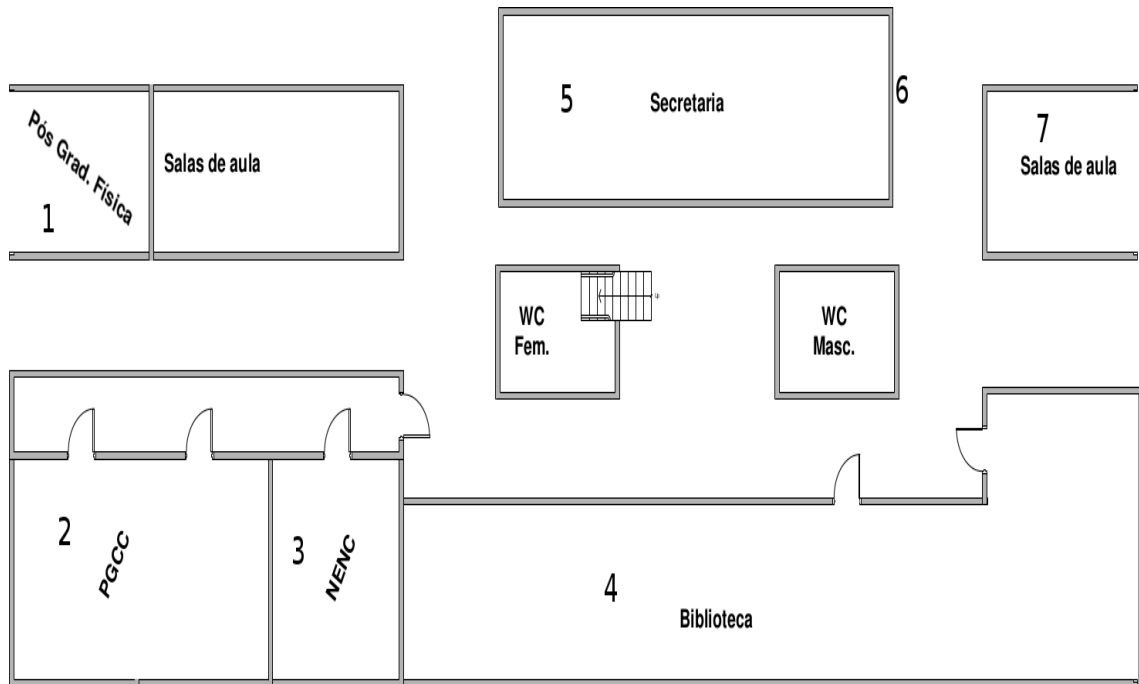 5
Secretaria
6
7
Salas de aula
Pós Grad. Física
1
Salas de aula
WC
Fem.
WC
Masc.
2
PGCC
3
NENC
4
Biblioteca